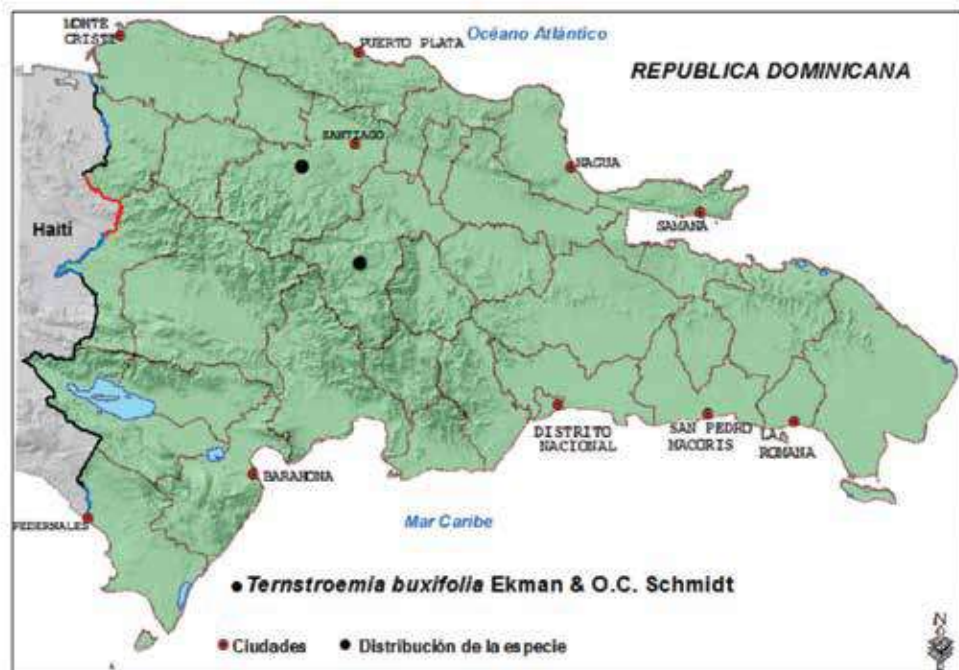 MONTE
CRISTI
PUERTO PLATA
Océano Atlántico
REPUBLICA DOMINICANA
SANTIAGO
NAGUA
SAMANA
Haití
DISTRITO
NACIONAL
SAN PEDRO
MACORIS
LA
ROMANA
BARAHONA
PEDERNALES
Mar Caribe
Ternstroemia buxifolia Ekman & O.C. Schmidt
Ciudades
Distribución de la especie
N